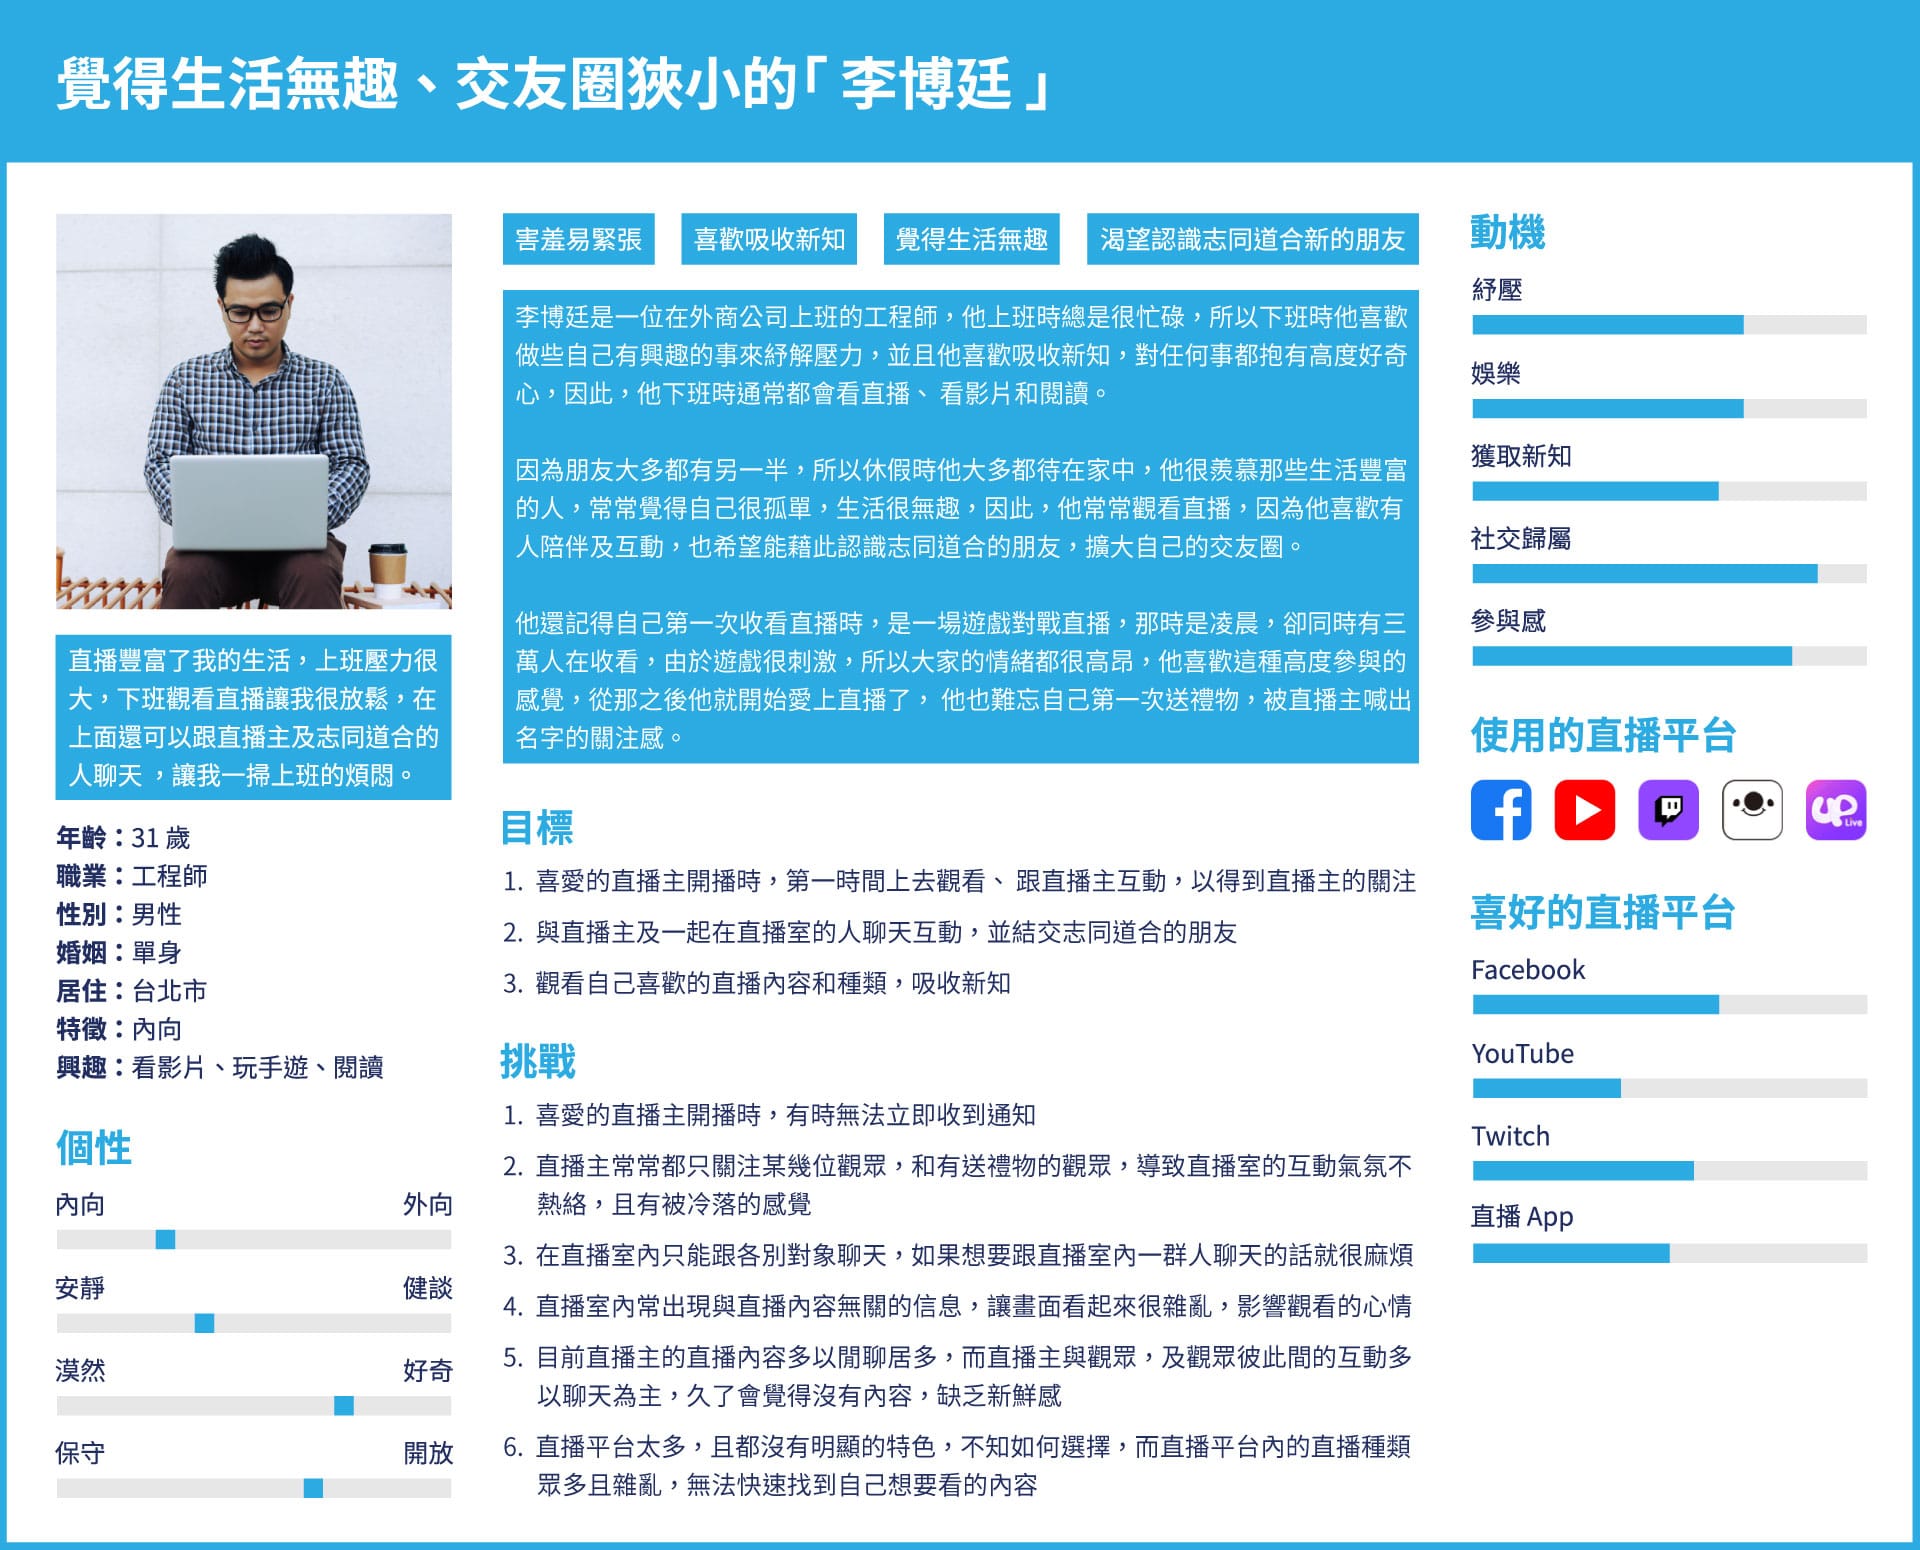 覺得生活無趣、交友圈狹小的「李博廷」
直播豐富了我的生活，上班壓力很
大，下班觀看直播讓我很放鬆，在
上面還可以跟直播主及志同道合的
人聊天 ，讓我一掃上班的煩悶。
年齡：31 歲
職業：工程師
性別：男性
婚姻：單身
居住：台北市
特徵：內向
興趣：看影片、玩手遊、閱讀
個性
內向 外向
安靜 健談
漠然 好奇
保守 開放
害羞易緊張 喜歡吸收新知 覺得生活無趣 渴望認識志同道合新的朋友
李博廷是一位在外商公司上班的工程師，他上班時總是很忙碌，所以下班時他喜歡
做些自己有興趣的事來紓解壓力，並且他喜歡吸收新知，對任何事都抱有高度好奇
心，因此，他下班時通常都會看直播、 看影片和閱讀。
因為朋友大多都有另一半，所以休假時他大多都待在家中，他很羨慕那些生活豐富
的人，常常覺得自己很孤單，生活很無趣，因此，他常常觀看直播，因為他喜歡有
人陪伴及互動，也希望能藉此認識志同道合的朋友，擴大自己的交友圈。
他還記得自己第一次收看直播時，是一場遊戲對戰直播，那時是凌晨，卻同時有三
萬人在收看，由於遊戲很刺激，所以大家的情緒都很高昂，他喜歡這種高度參與的
感覺，從那之後他就開始愛上直播了， 他也難忘自己第一次送禮物，被直播主喊出
名字的關注感。
目標
1. 喜愛的直播主開播時，第一時間上去觀看、 跟直播主互動，以得到直播主的關注
2. 與直播主及一起在直播室的人聊天互動，並結交志同道合的朋友
3. 觀看自己喜歡的直播內容和種類，吸收新知
挑戰
1. 喜愛的直播主開播時，有時無法立即收到通知
2. 直播主常常都只關注某幾位觀眾，和有送禮物的觀眾，導致直播室的互動氣氛不
熱絡，且有被冷落的感覺
3. 在直播室內只能跟各別對象聊天，如果想要跟直播室內一群人聊天的話就很麻煩
4. 直播室內常出現與直播內容無關的信息，讓畫面看起來很雜亂，影響觀看的心情
5. 目前直播主的直播內容多以閒聊居多，而直播主與觀眾，及觀眾彼此間的互動多
以聊天為主，久了會覺得沒有內容，缺乏新鮮感
6. 直播平台太多，且都沒有明顯的特色，不知如何選擇，而直播平台內的直播種類
眾多且雜亂，無法快速找到自己想要看的內容
動機
紓壓
娛樂
獲取新知
社交歸屬
參與感
使用的直播平台
f
UP Live
喜好的直播平台
Facebook
YouTube
Twitch
直播 App